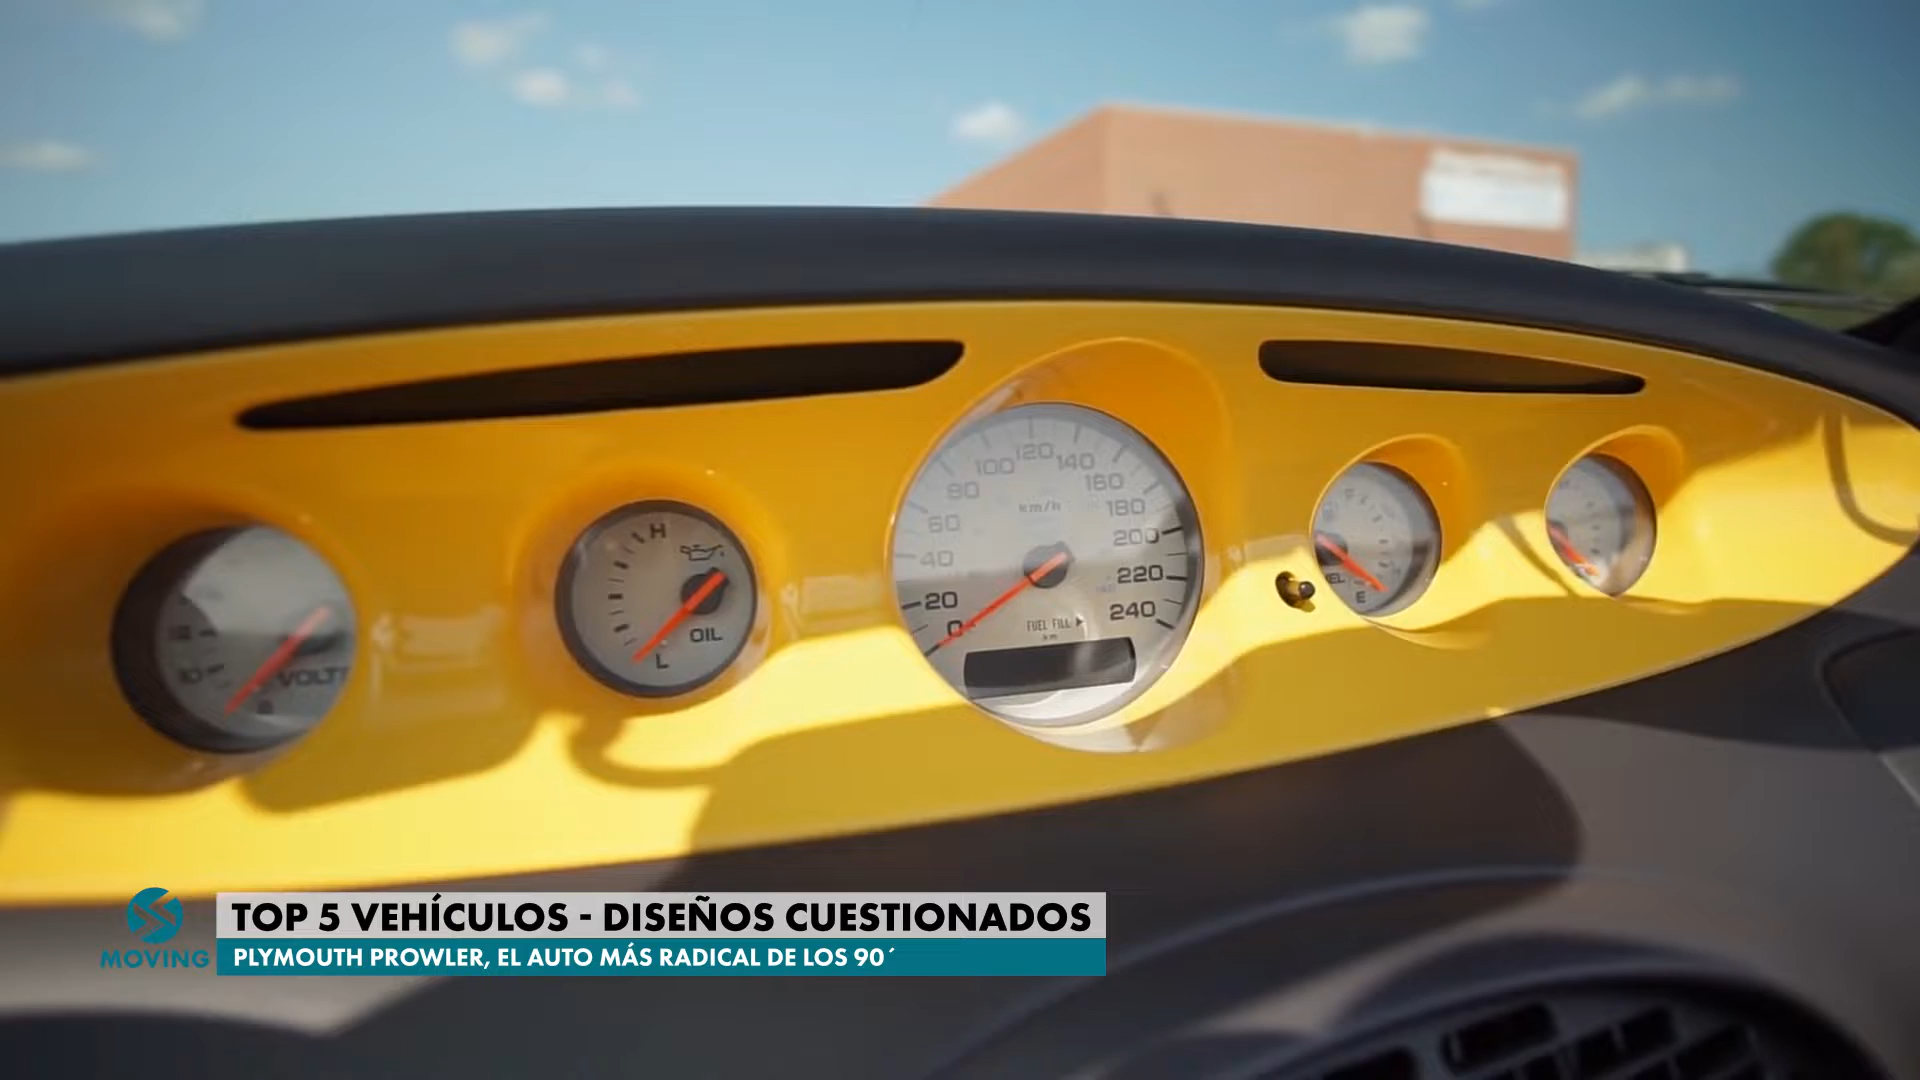 120
100 140
80 160
60 km/h 180
40 200
20 220
0 240
FUEL FILL
km
H
OIL
L
VOLT
E
TOP 5 VEHÍCULOS - DISEÑOS CUESTIONADOS
MOVING
PLYMOUTH PROWLER, EL AUTO MÁS RADICAL DE LOS 90´